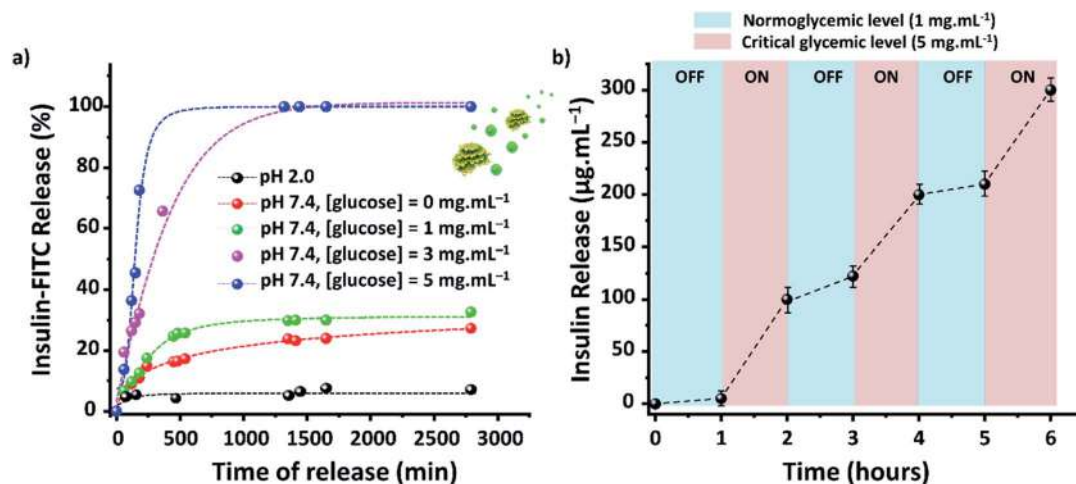 Normoglycemic level (1 mg.mL⁻¹)
Critical glycemic level (5 mg.mL⁻¹)
a)
Insulin-FITC Release (%)
100
80
60
40
20
0
pH 2.0
pH 7.4, [glucose] = 0 mg.mL⁻¹
pH 7.4, [glucose] = 1 mg.mL⁻¹
pH 7.4, [glucose] = 3 mg.mL⁻¹
pH 7.4, [glucose] = 5 mg.mL⁻¹
0 500 1000 1500 2000 2500 3000
Time of release (min)
b)
OFF ON OFF ON OFF ON
Insulin Release (µg.mL⁻¹)
300
250
200
150
100
50
0
0 1 2 3 4 5 6
Time (hours)